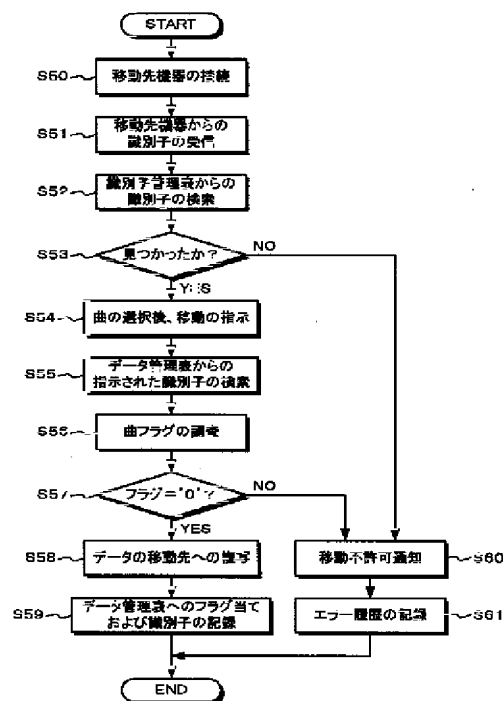 START
S50
移動先機器の接続
S51
移動先機器からの
識別子の受信
S52
識別子管理表からの
識別子の検索
S53
見つかったか？
NO
YES
S54
曲の選択後、移動の指示
S55
データ管理表からの
指示された識別子の検索
S56
曲フラグの調査
S57
フラグ="0"？
NO
YES
S58
データの移動先への複写
移動不許可通知
S60
S59
データ管理表へのフラグ当て
および識別子の記録
エラー履歴の記録
S61
END